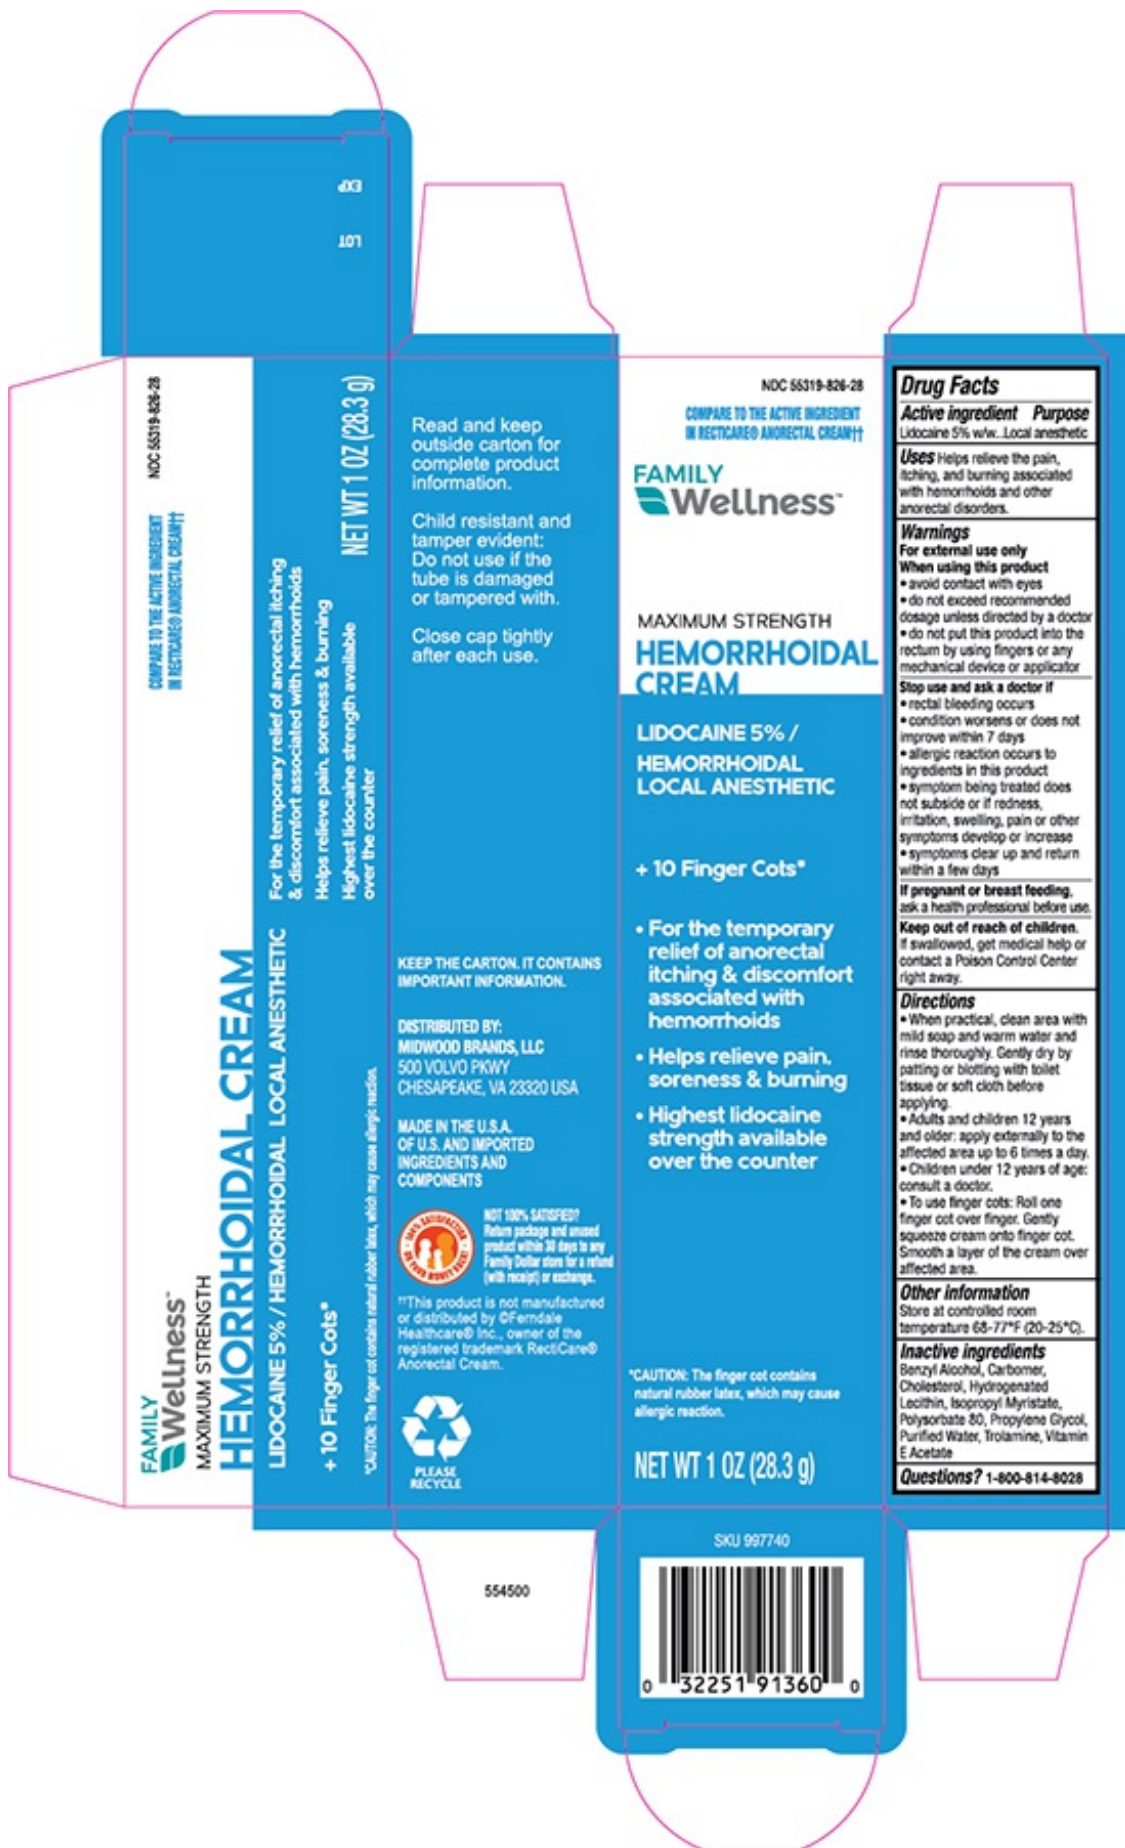 EXP
LOT
NDC 55319-826-28
COMPARE TO THE ACTIVE INGREDIENT
IN RECTICARE® ANORECTAL CREAM††
FAMILY
Wellness™
MAXIMUM STRENGTH
HEMORRHOIDAL CREAM
LIDOCAINE 5% / HEMORRHOIDAL LOCAL ANESTHETIC
+ 10 Finger Cots*
*CAUTION: The finger cot contains natural rubber latex, which may cause allergic reaction.
For the temporary relief of anorectal itching
& discomfort associated with hemorrhoids
Helps relieve pain, soreness & burning
Highest lidocaine strength available
over the counter
NET WT 1 OZ (28.3 g)
Read and keep
outside carton for
complete product
information.
Child resistant and
tamper evident:
Do not use if the
tube is damaged
or tampered with.
Close cap tightly
after each use.
KEEP THE CARTON. IT CONTAINS
IMPORTANT INFORMATION.
DISTRIBUTED BY:
MIDWOOD BRANDS, LLC
500 VOLVO PKWY
CHESAPEAKE, VA 23320 USA
MADE IN THE U.S.A.
OF U.S. AND IMPORTED
INGREDIENTS AND
COMPONENTS
100% SATISFACTION
OR YOUR MONEY BACK!
NOT 100% SATISFIED?
Return package and unused
product within 30 days to any
Family Dollar store for a refund
(with receipt) or exchange.
††This product is not manufactured
or distributed by ©Ferndale
Healthcare® Inc., owner of the
registered trademark RectiCare®
Anorectal Cream.
PLEASE
RECYCLE
554500
NDC 55319-826-28
COMPARE TO THE ACTIVE INGREDIENT
IN RECTICARE® ANORECTAL CREAM††
FAMILY
Wellness™
MAXIMUM STRENGTH
HEMORRHOIDAL
CREAM
LIDOCAINE 5% /
HEMORRHOIDAL
LOCAL ANESTHETIC
+ 10 Finger Cots*
• For the temporary
relief of anorectal
itching & discomfort
associated with
hemorrhoids
• Helps relieve pain,
soreness & burning
• Highest lidocaine
strength available
over the counter
*CAUTION: The finger cot contains
natural rubber latex, which may cause
allergic reaction.
NET WT 1 OZ (28.3 g)
SKU 997740
0 32251 91360 0
Drug Facts
Active ingredient Purpose
Lidocaine 5% w/w...Local anesthetic
Uses Helps relieve the pain,
itching, and burning associated
with hemorrhoids and other
anorectal disorders.
Warnings
For external use only
When using this product
• avoid contact with eyes
• do not exceed recommended
dosage unless directed by a doctor
• do not put this product into the
rectum by using fingers or any
mechanical device or applicator
Stop use and ask a doctor if
• rectal bleeding occurs
• condition worsens or does not
improve within 7 days
• allergic reaction occurs to
ingredients in this product
• symptom being treated does
not subside or if redness,
irritation, swelling, pain or other
symptoms develop or increase
• symptoms clear up and return
within a few days
If pregnant or breast feeding,
ask a health professional before use.
Keep out of reach of children.
If swallowed, get medical help or
contact a Poison Control Center
right away.
Directions
• When practical, clean area with
mild soap and warm water and
rinse thoroughly. Gently dry by
patting or blotting with toilet
tissue or soft cloth before
applying.
• Adults and children 12 years
and older: apply externally to the
affected area up to 6 times a day.
• Children under 12 years of age:
consult a doctor.
• To use finger cots: Roll one
finger cot over finger. Gently
squeeze cream onto finger cot.
Smooth a layer of the cream over
affected area.
Other information
Store at controlled room
temperature 68-77°F (20-25°C).
Inactive ingredients
Benzyl Alcohol, Carbomer,
Cholesterol, Hydrogenated
Lecithin, Isopropyl Myristate,
Polysorbate 80, Propylene Glycol,
Purified Water, Trolamine, Vitamin
E Acetate
Questions? 1-800-814-8028